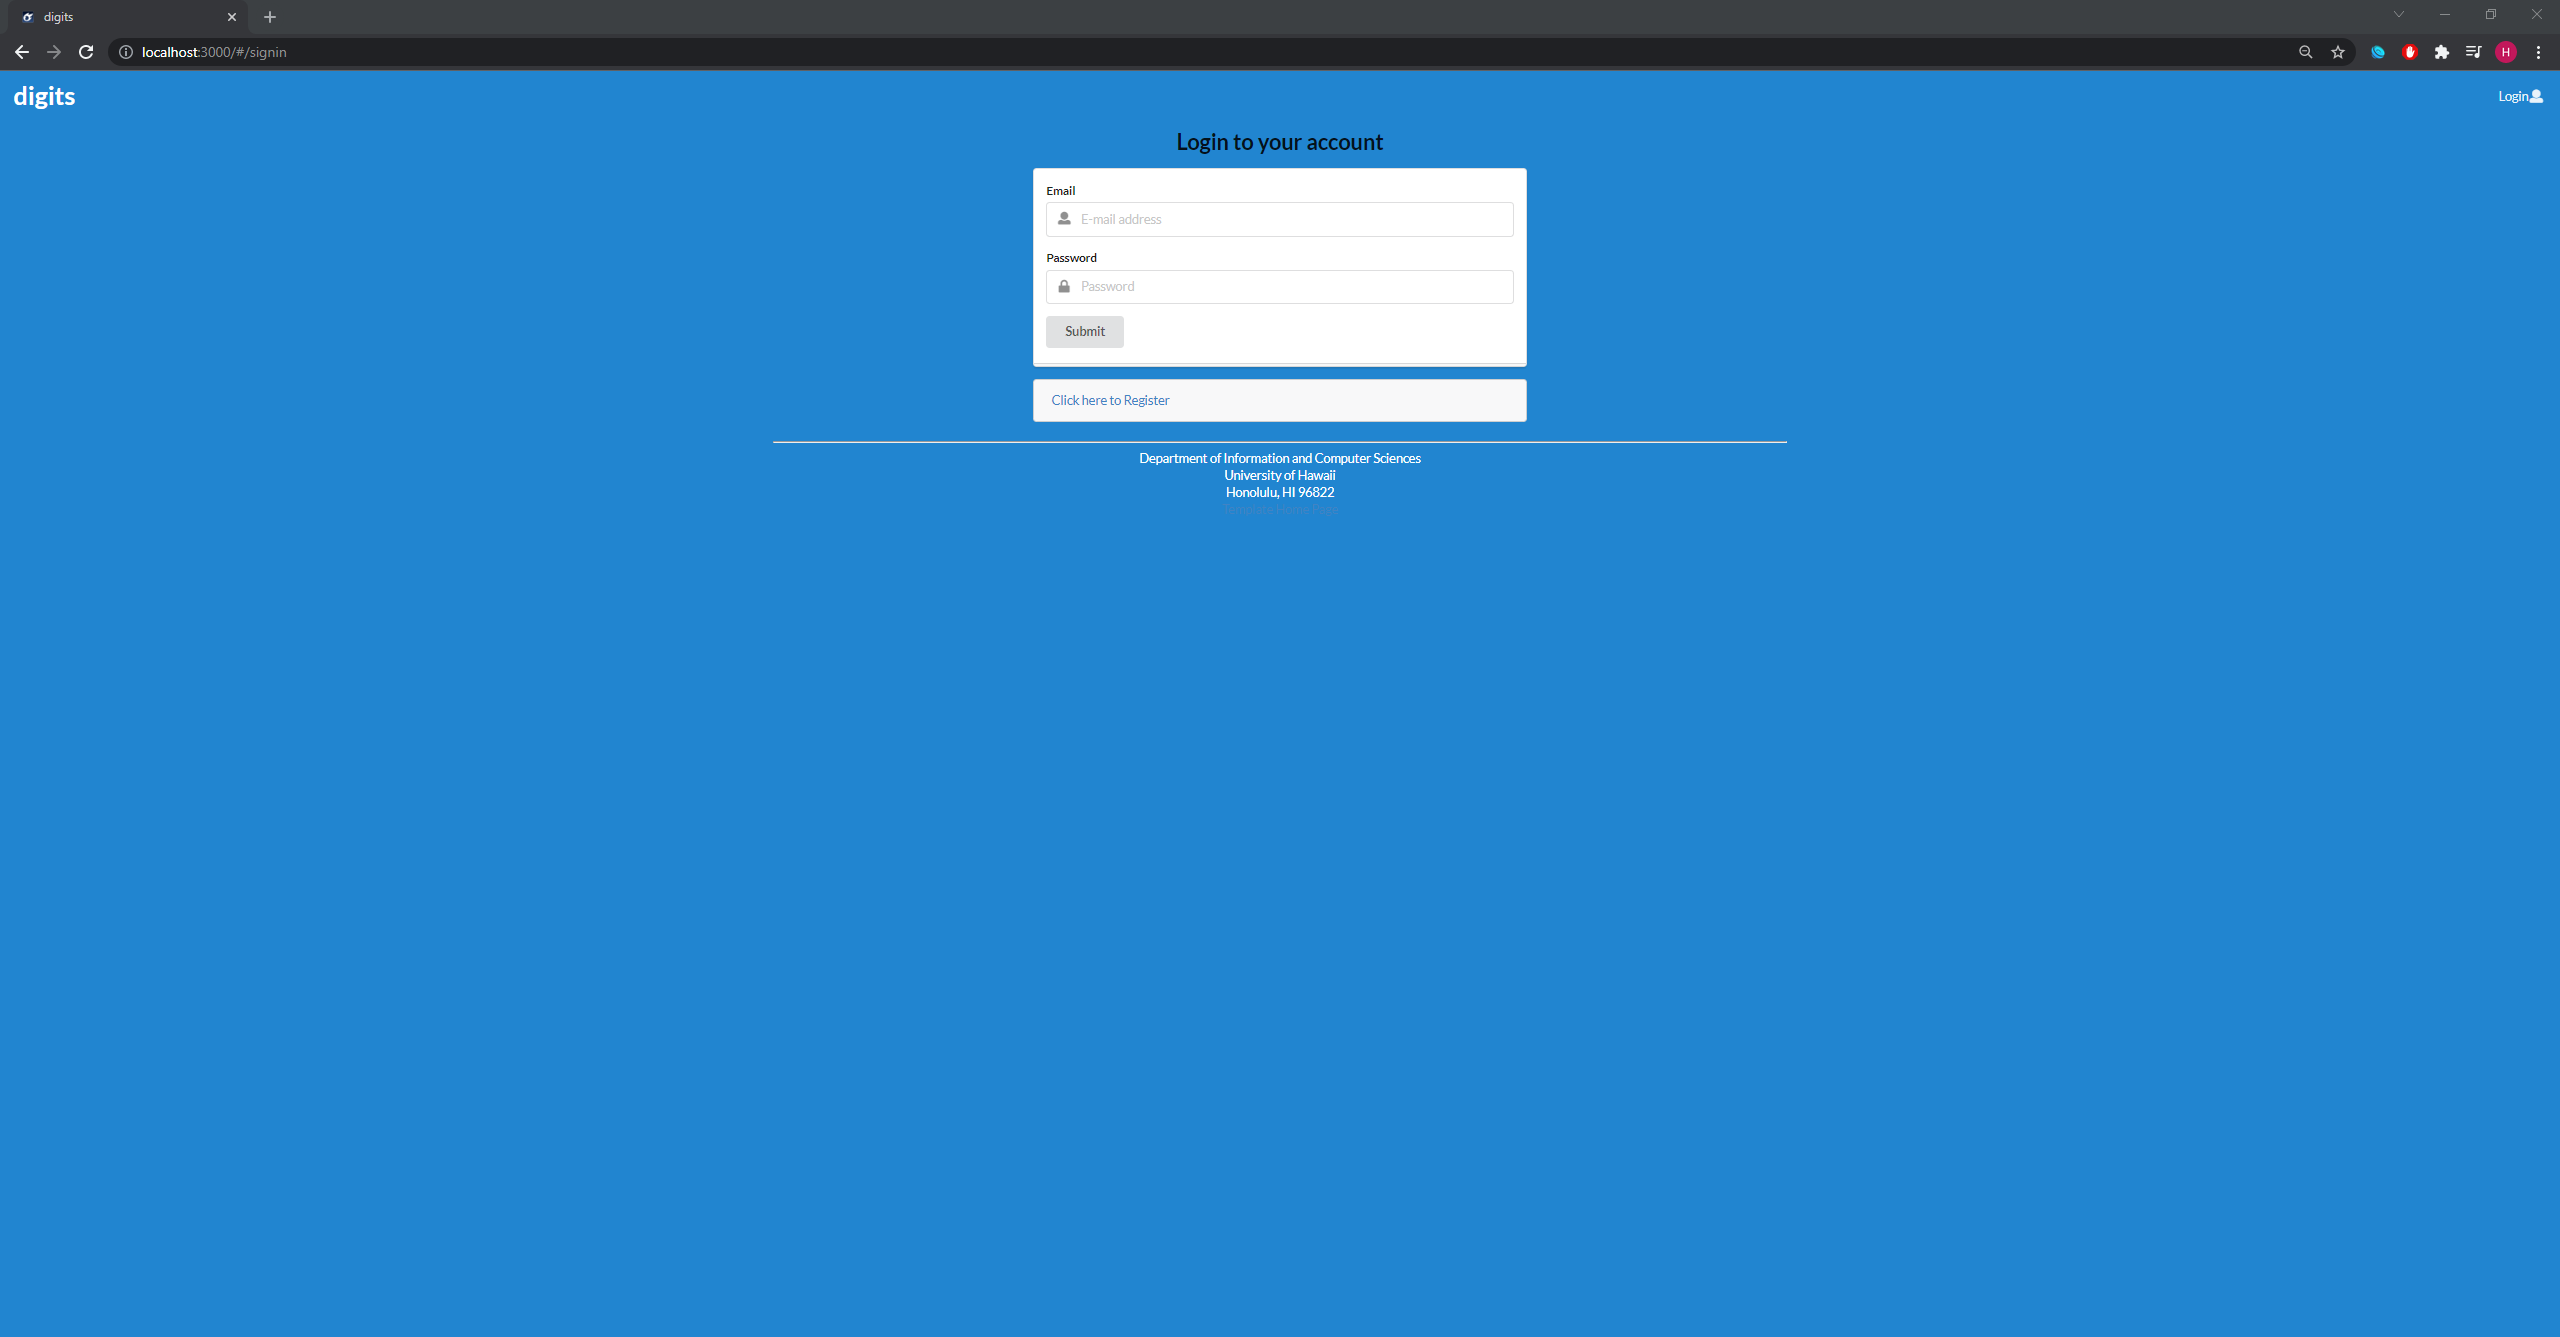 digits
localhost:3000/#/signin
H
digits
Login
Login to your account
Email
E-mail address
Password
Password
Submit
Click here to Register
Department of Information and Computer Sciences
University of Hawaii
Honolulu, HI 96822
Template Home Page